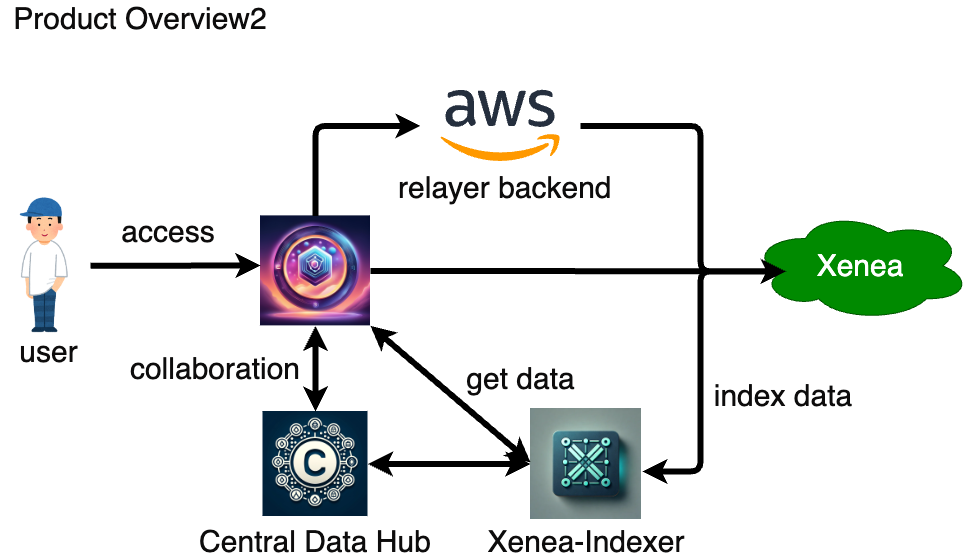 Product Overview2
aws
relayer backend
access
Xenea
user
collaboration
get data
index data
C
Central Data Hub
Xenea-Indexer